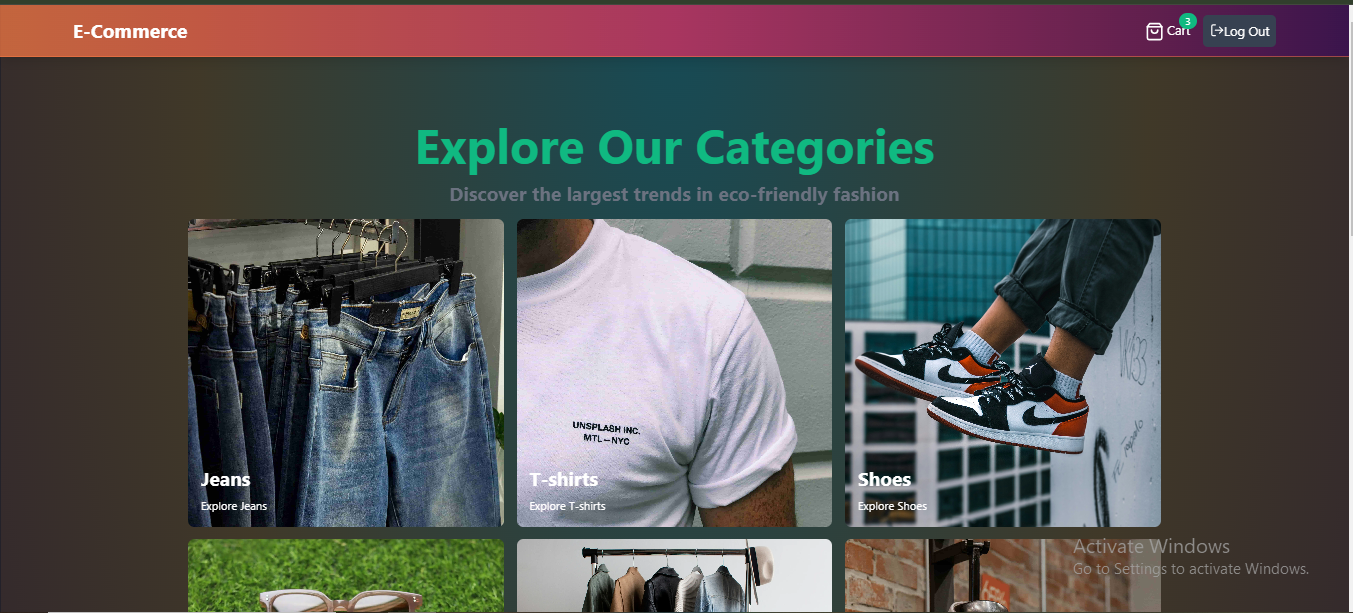 E-Commerce
3
Cart
Log Out
Explore Our Categories
Discover the largest trends in eco-friendly fashion
UNSPLASH INC.
MTL—NYC
Jeans
Explore Jeans
T-shirts
Explore T-shirts
Shoes
Explore Shoes
Activate Windows
Go to Settings to activate Windows.